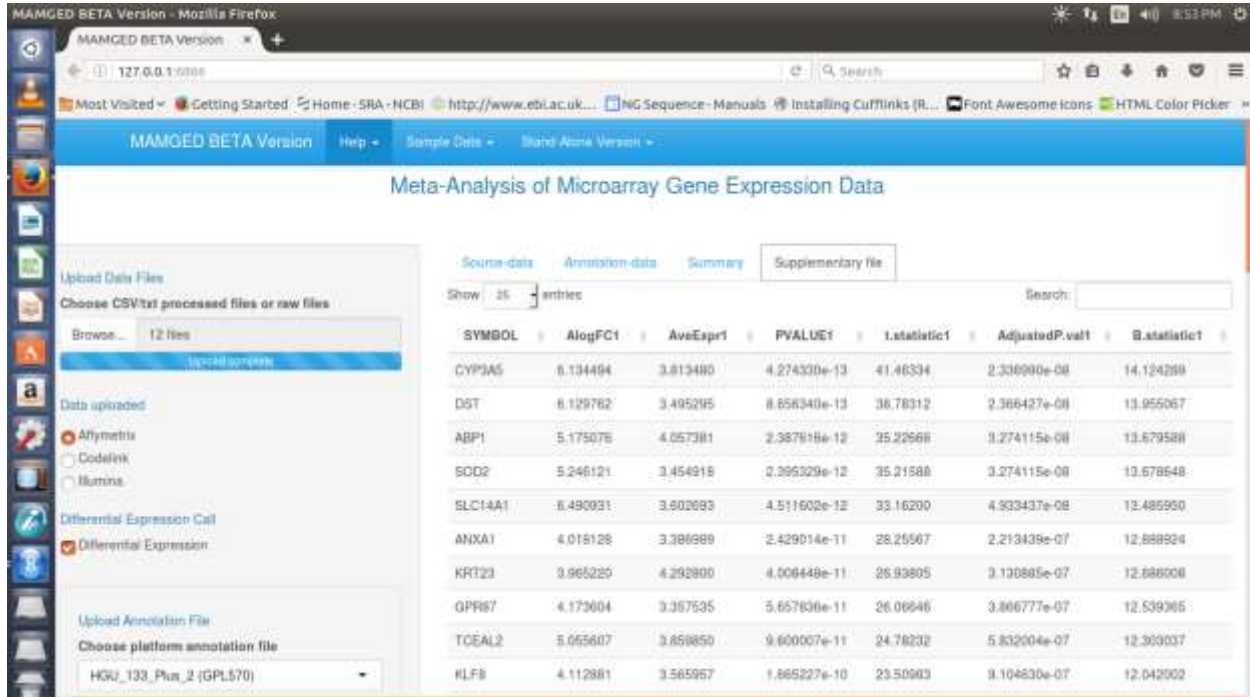 MAMGED BETA Version - Mozilla Firefox
En 8:53 PM
MAMGED BETA Version × +
127.0.0.1
Search
Most Visited Getting Started Home - SRA - NCBI http://www.ebi.ac.uk... NG Sequence - Manuals Installing Cufflinks (R... Font Awesome Icons HTML Color Picker »
MAMGED BETA Version Help Sample Data Stand Alone Version
Meta-Analysis of Microarray Gene Expression Data
Source-data Annotation-data Summary Supplementary file
Upload Data Files
Show 25 entries Search:
Choose CSV/txt processed files or raw files
Browse... 12 files
Upload complete
SYMBOL AlogFC1 AveExpr1 PVALUE1 t.statistic1 AdjustedP.val1 B.statistic1
CYP3A5 6.134494 3.813480 4.274330e-13 41.46334 14.124289
Data uploaded
DST 6.129762 3.495295 8.656340e-13 38.78312 2.366427e-08 13.955067
Affymetrix
ABP1 5.175076 4.057381 35.22668 3.274115e-08 13.679588
Codelink
SOD2 5.246121 3.454918 2.395329e-12 35.21588 3.274115e-08 13.678648
Illumina
SLC14A1 6.490931 3.602693 4.511602e-12 33.16200 4.933437e-08 13.485950
Differential Expression Call
ANXA1 4.018128 3.386989 2.429014e-11 28.25567 2.213439e-07 12.888924
Differential Expression
KRT23 3.965220 4.292800 4.008448e-11 26.93805 3.130885e-07 12.686008
GPR87 4.173604 3.357535 5.657836e-11 26.06646 3.866777e-07 12.539365
Upload Annotation File
TCEAL2 5.055607 3.859850 9.600007e-11 24.78232 5.832004e-07 12.303037
Choose platform annotation file
HGU_133_Plus_2 (GPL570)
KLF8 4.112881 3.565957 1.665227e-10 23.50963 9.104630e-07 12.042002